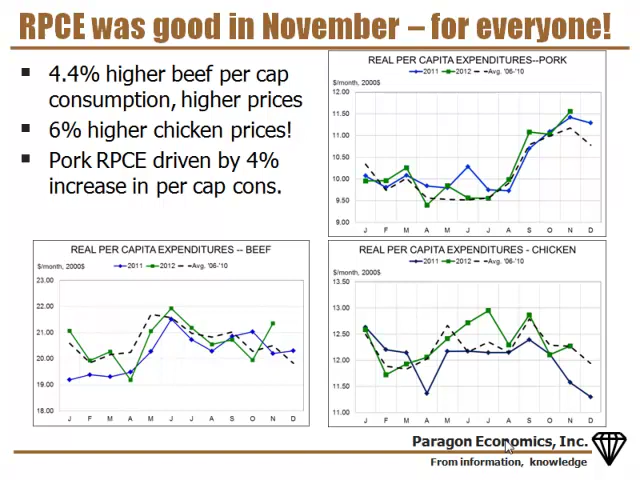 RPCE was good in November – for everyone!
▪ 4.4% higher beef per cap
consumption, higher prices
▪ 6% higher chicken prices!
▪ Pork RPCE driven by 4%
increase in per cap cons.
REAL PER CAPITA EXPENDITURES--PORK
$/month, 2000$
2011 2012 Avg. '06-'10
12.00
11.50
11.00
10.50
10.00
9.50
9.00
J F M A M J J A S O N D
REAL PER CAPITA EXPENDITURES -- BEEF
$/month, 2000$
2011 2012 Avg. '06-'10
23.00
22.00
21.00
20.00
19.00
18.00
J F M A M J J A S O N D
REAL PER CAPITA EXPENDITURES - CHICKEN
$/month, 2000$
2011 2012 Avg. '06-'10
13.50
13.00
12.50
12.00
11.50
11.00
J F M A M J J A S O N D
Paragon Economics, Inc.
From information, knowledge